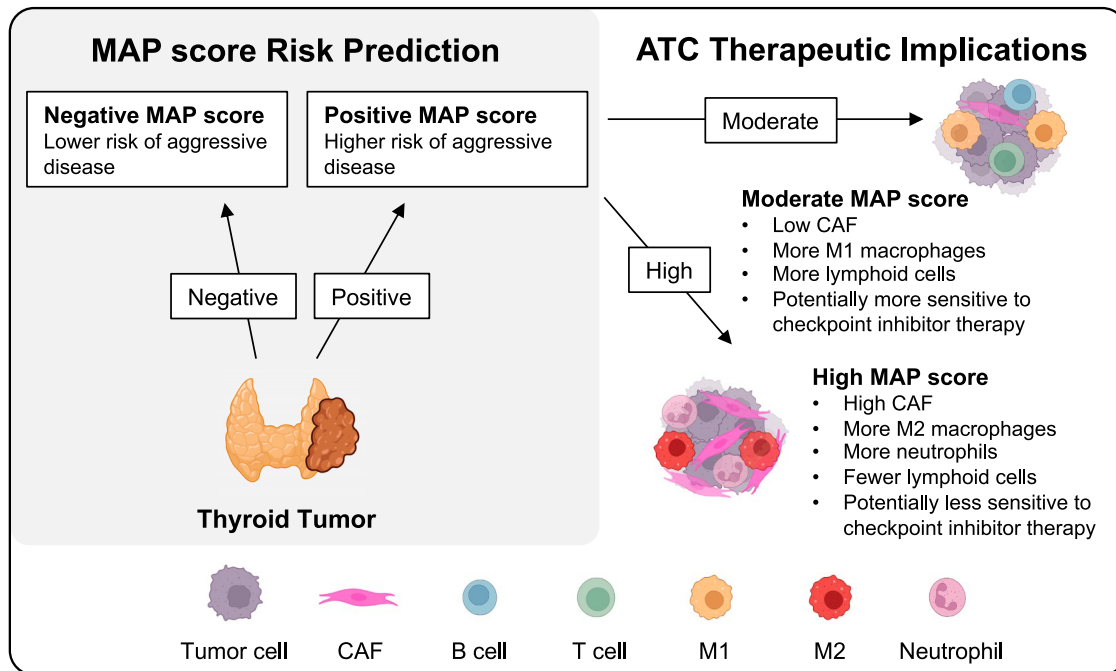 MAP score Risk Prediction
Negative MAP score
Lower risk of aggressive
disease
Positive MAP score
Higher risk of aggressive
disease
Negative
Positive
Thyroid Tumor
ATC Therapeutic Implications
Moderate
Moderate MAP score
• Low CAF
• More M1 macrophages
• More lymphoid cells
• Potentially more sensitive to
checkpoint inhibitor therapy
High
High MAP score
• High CAF
• More M2 macrophages
• More neutrophils
• Fewer lymphoid cells
• Potentially less sensitive to
checkpoint inhibitor therapy
Tumor cell
CAF
B cell
T cell
M1
M2
Neutrophil